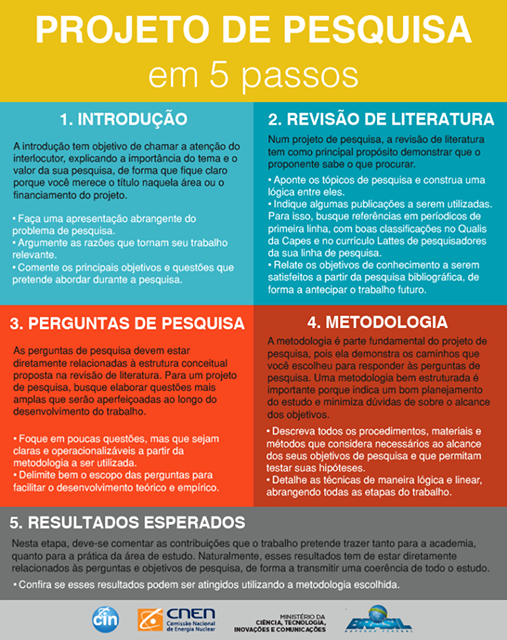 PROJETO DE PESQUISA
em 5 passos
1. INTRODUÇÃO
A introdução tem objetivo de chamar a atenção do
interlocutor, explicando a importância do tema e o
valor da sua pesquisa, de forma que fique claro
porque você merece o título naquela área ou o
financiamento do projeto.
• Faça uma apresentação abrangente do
problema de pesquisa.
• Argumente as razões que tornam seu trabalho
relevante.
• Comente os principais objetivos e questões que
pretende abordar durante a pesquisa.
2. REVISÃO DE LITERATURA
Num projeto de pesquisa, a revisão de literatura
tem como principal propósito demonstrar que o
proponente sabe o que procurar.
• Aponte os tópicos de pesquisa e construa uma
lógica entre eles.
• Indique algumas publicações a serem utilizadas.
Para isso, busque referências em períodicos de
primeira linha, com boas classificações no Qualis
da Capes e no currículo Lattes de pesquisadores
da sua linha de pesquisa.
• Relate os objetivos de conhecimento a serem
satisfeitos a partir da pesquisa bibliográfica, de
forma a antecipar o trabalho futuro.
3. PERGUNTAS DE PESQUISA
As perguntas de pesquisa devem estar
diretamente relacionadas à estrutura conceitual
proposta na revisão de literatura. Para um projeto
de pesquisa, busque elaborar questões mais
amplas que serão aperfeiçoadas ao longo do
desenvolvimento do trabalho.
• Foque em poucas questões, mas que sejam
claras e operacionalizáveis a partir da
metodologia a ser utilizada.
• Delimite bem o escopo das perguntas para
facilitar o desenvolvimento teórico e empírico.
4. METODOLOGIA
A metodologia é parte fundamental do projeto de
pesquisa, pois ela demonstra os caminhos que
você escolheu para responder às perguntas de
pesquisa. Uma metodologia bem estruturada é
importante porque indica um bom planejamento
do estudo e minimiza dúvidas de sobre o alcance
dos objetivos.
• Descreva todos os procedimentos, materiais e
métodos que considera necessários ao alcance
dos seus objetivos de pesquisa e que permitam
testar suas hipóteses.
• Detalhe as técnicas de maneira lógica e linear,
abrangendo todas as etapas do trabalho.
5. RESULTADOS ESPERADOS
Nesta etapa, deve-se comentar as contribuições que o trabalho pretende trazer tanto para a academia,
quanto para a prática da área de estudo. Naturalmente, esses resultados tem de estar diretamente
relacionados às perguntas e objetivos de pesquisa, de forma a transmitir uma coerência de todo o estudo.
• Confira se esses resultados podem ser atingidos utilizando a metodologia escolhida.
cin
CNEN
Comissão Nacional
de Energia Nuclear
MINISTÉRIO DA
CIÊNCIA, TECNOLOGIA,
INOVAÇÕES E COMUNICAÇÕES
BRASIL
GOVERNO FEDERAL